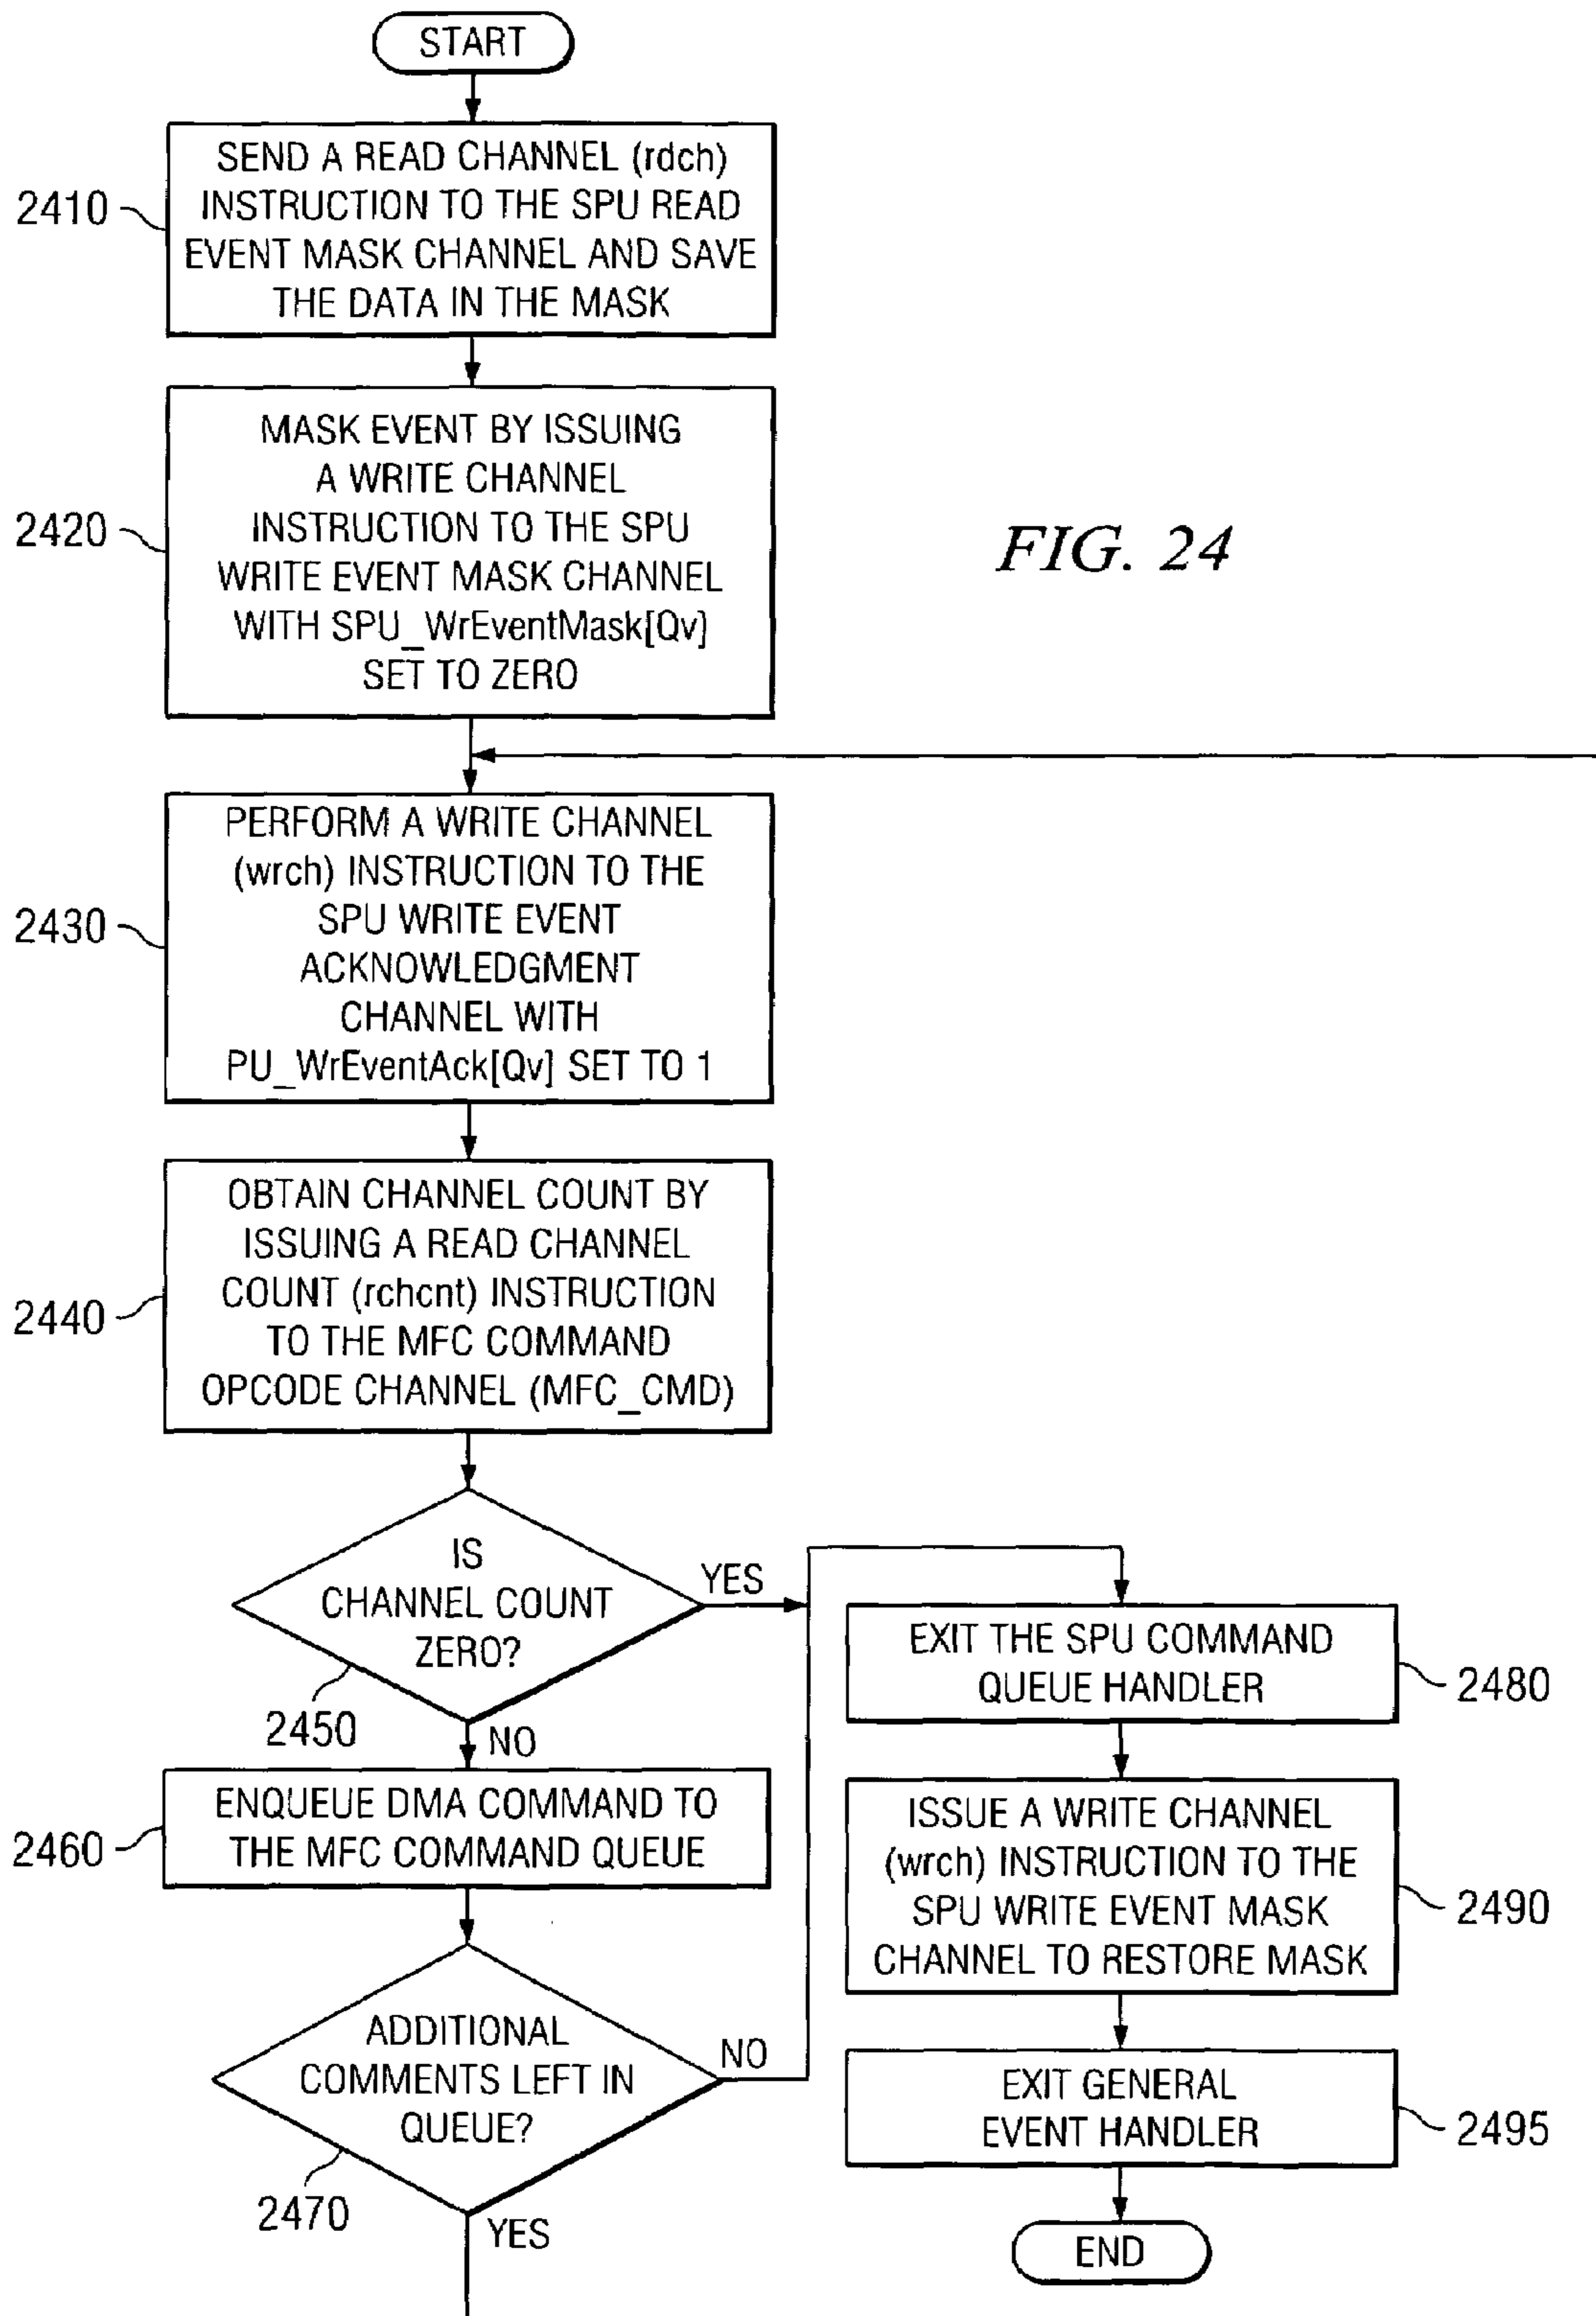 START
2410
SEND A READ CHANNEL (rdch)
INSTRUCTION TO THE SPU READ
EVENT MASK CHANNEL AND SAVE
THE DATA IN THE MASK
2420
MASK EVENT BY ISSUING
A WRITE CHANNEL
INSTRUCTION TO THE SPU
WRITE EVENT MASK CHANNEL
WITH SPU_WrEventMask[Qv]
SET TO ZERO
FIG. 24
2430
PERFORM A WRITE CHANNEL
(wrch) INSTRUCTION TO THE
SPU WRITE EVENT
ACKNOWLEDGMENT
CHANNEL WITH
PU_WrEventAck[Qv] SET TO 1
2440
OBTAIN CHANNEL COUNT BY
ISSUING A READ CHANNEL
COUNT (rchcnt) INSTRUCTION
TO THE MFC COMMAND
OPCODE CHANNEL (MFC_CMD)
IS
CHANNEL COUNT
ZERO?
YES
2450
NO
2460
ENQUEUE DMA COMMAND TO
THE MFC COMMAND QUEUE
ADDITIONAL
COMMENTS LEFT IN
QUEUE?
NO
2470
YES
EXIT THE SPU COMMAND
QUEUE HANDLER
2480
ISSUE A WRITE CHANNEL
(wrch) INSTRUCTION TO THE
SPU WRITE EVENT MASK
CHANNEL TO RESTORE MASK
2490
EXIT GENERAL
EVENT HANDLER
2495
END